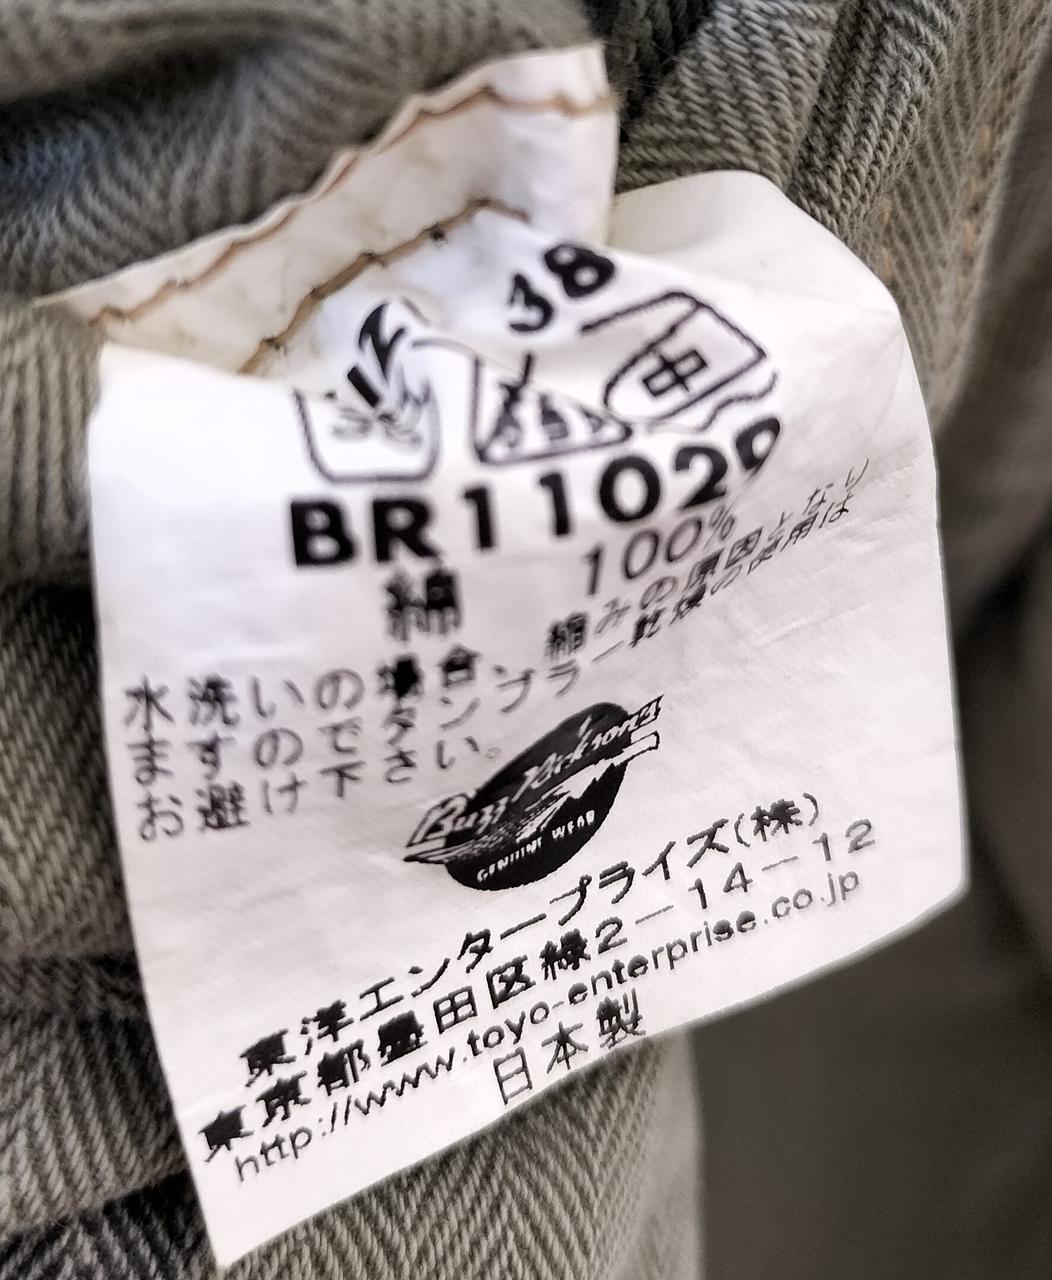 38
中
BR11029
綿 100%
水洗いの場合、縮みの原因となり
ますのでタンブラー乾燥の使用は
お避け下さい。
Buzz Rickson's
GENUINE WEAR
東洋エンタープライズ(株)
東京都墨田区緑2−14−12
http://www.toyo-enterprise.co.jp
日本製